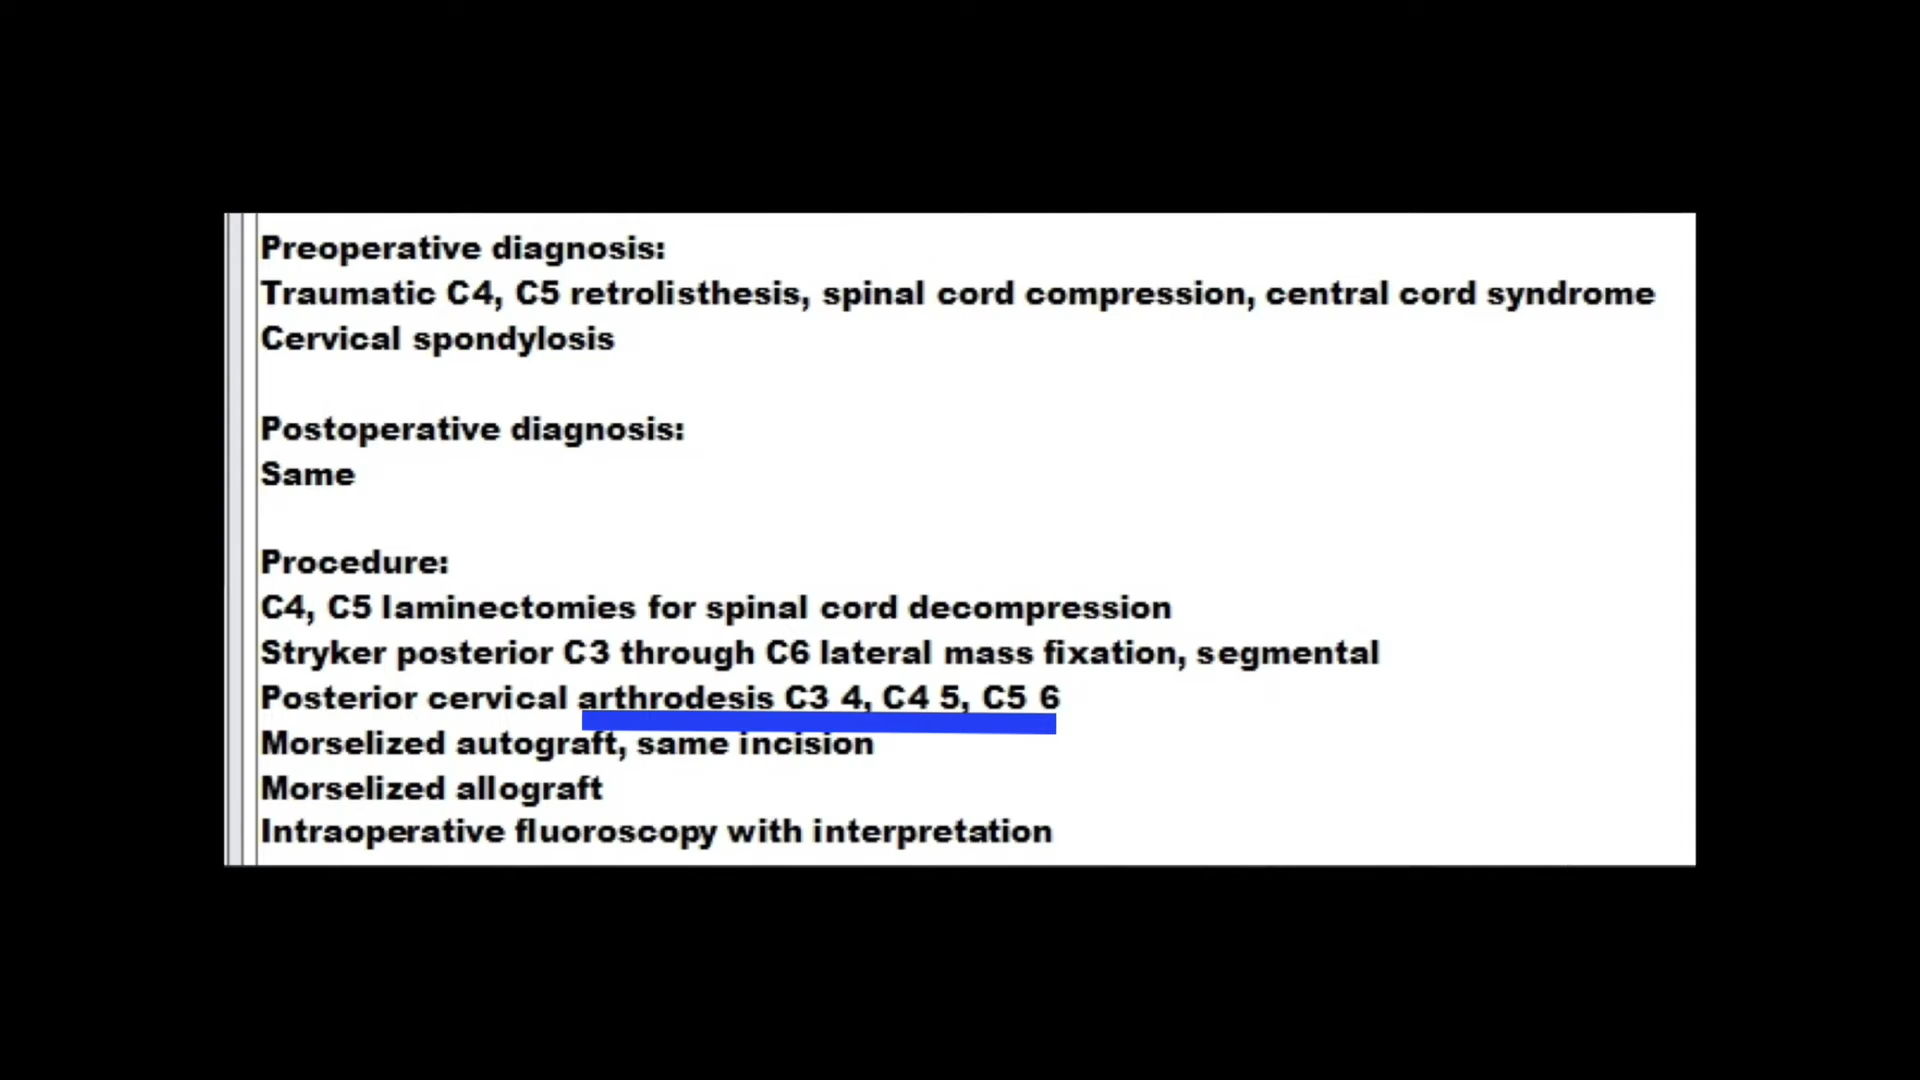 Preoperative diagnosis:
Traumatic C4, C5 retrolisthesis, spinal cord compression, central cord syndrome
Cervical spondylosis
Postoperative diagnosis:
Same
Procedure:
C4, C5 laminectomies for spinal cord decompression
Stryker posterior C3 through C6 lateral mass fixation, segmental
Posterior cervical arthrodesis C3 4, C4 5, C5 6
Morselized autograft, same incision
Morselized allograft
Intraoperative fluoroscopy with interpretation